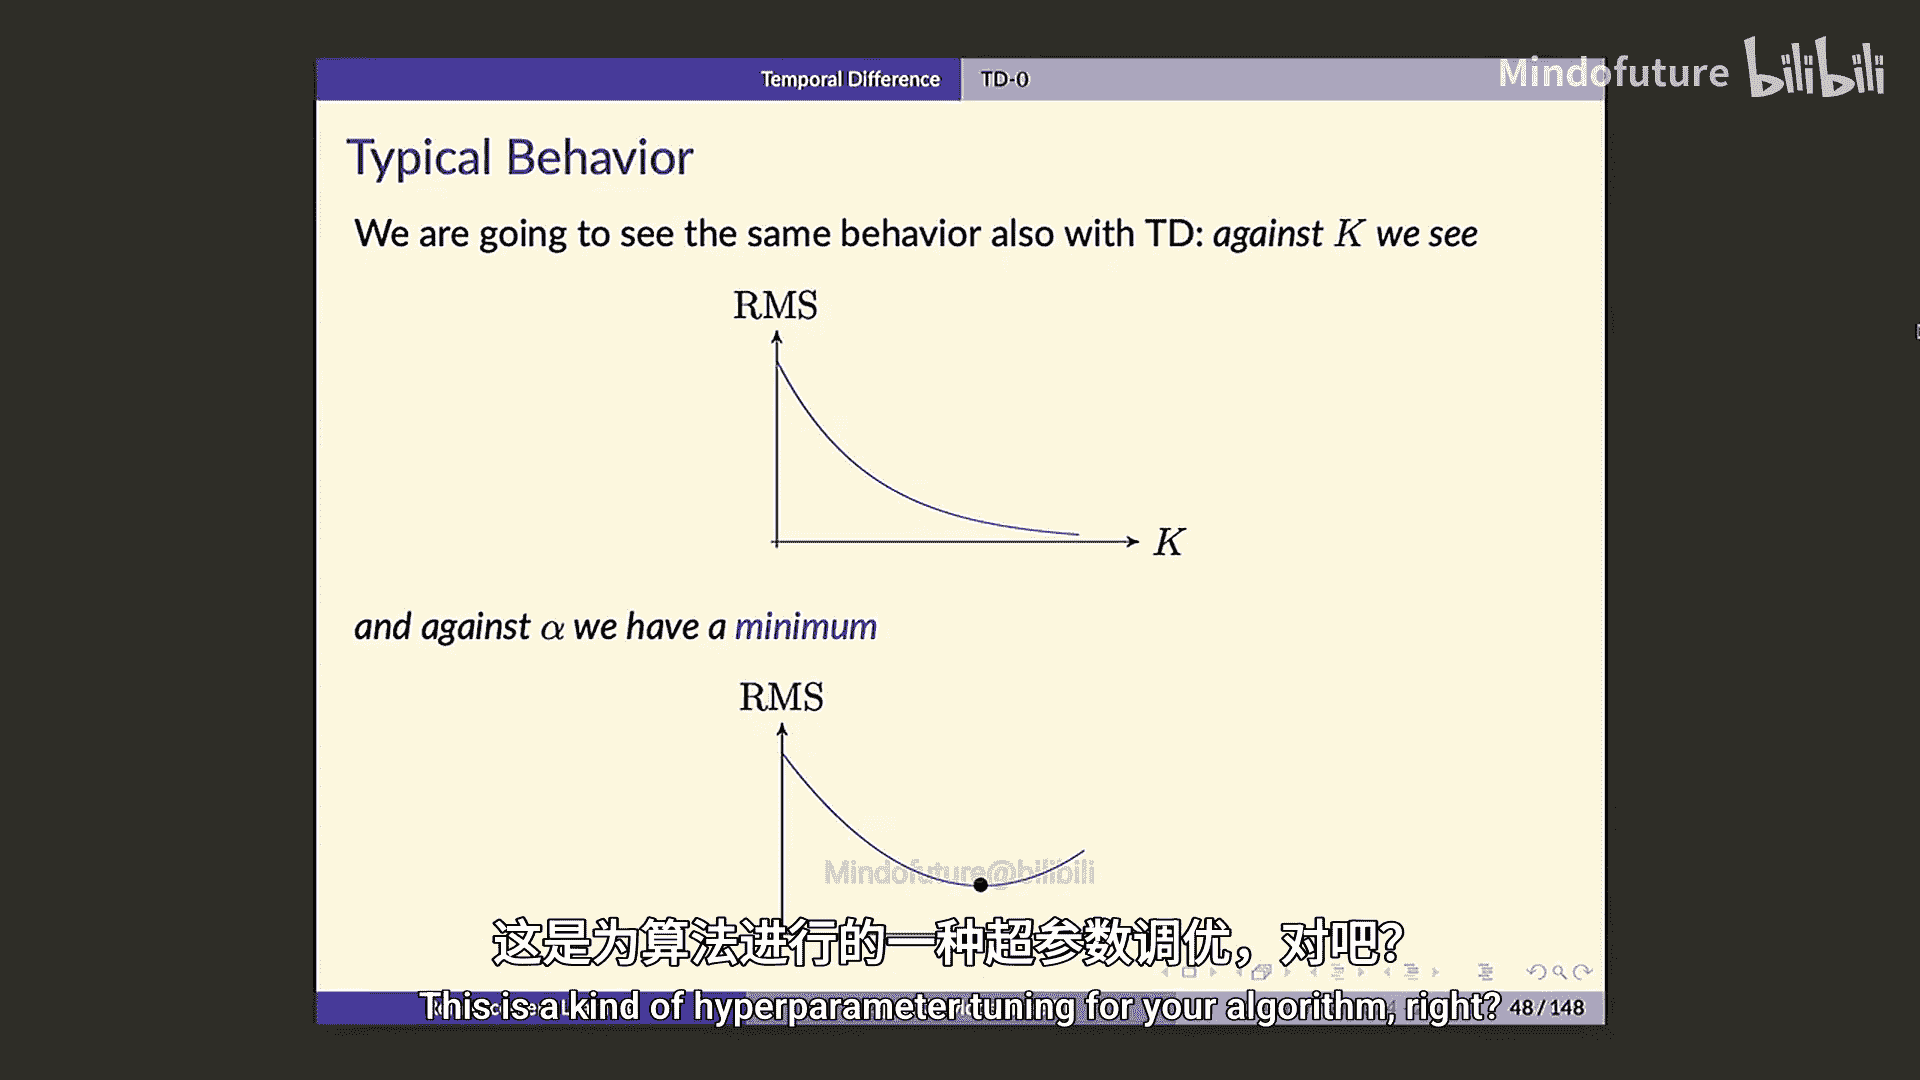 Temporal Difference TD-0
Mindofuture bilibili
Typical Behavior
We are going to see the same behavior also with TD: against K we see
RMS
K
and against α we have a minimum
RMS
Mindofuture@bilibili
这是为算法进行的一种超参数调优，对吧？
This is a kind of hyperparameter tuning for your algorithm, right?
48 / 148